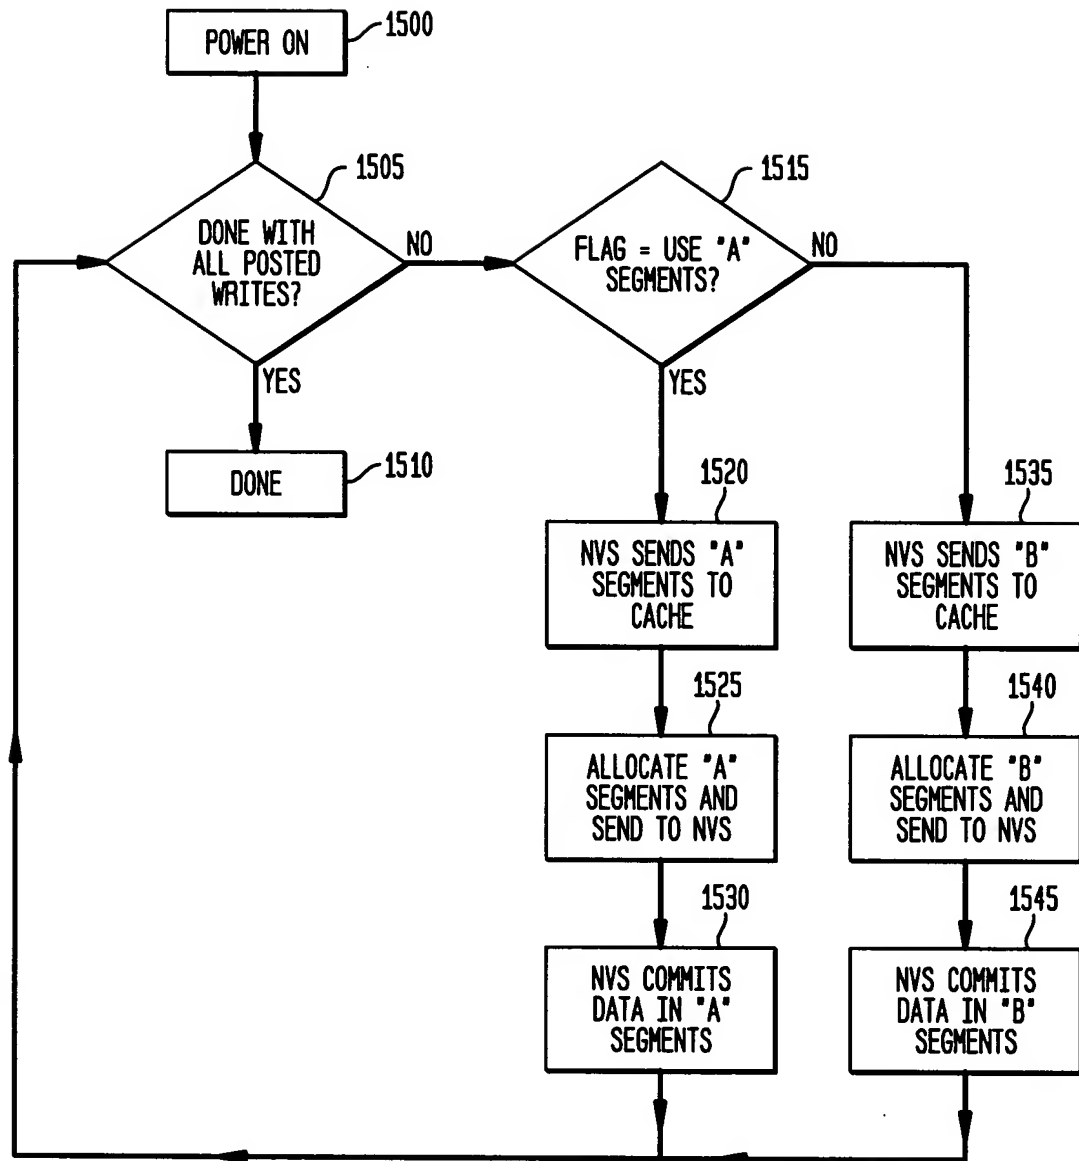 POWER ON
1500
DONE WITH
ALL POSTED
WRITES?
1505
NO
YES
DONE
1510
FLAG = USE "A"
SEGMENTS?
1515
NO
YES
1520
NVS SENDS "A"
SEGMENTS TO
CACHE
1535
NVS SENDS "B"
SEGMENTS TO
CACHE
1525
ALLOCATE "A"
SEGMENTS AND
SEND TO NVS
1540
ALLOCATE "B"
SEGMENTS AND
SEND TO NVS
1530
NVS COMMITS
DATA IN "A"
SEGMENTS
1545
NVS COMMITS
DATA IN "B"
SEGMENTS